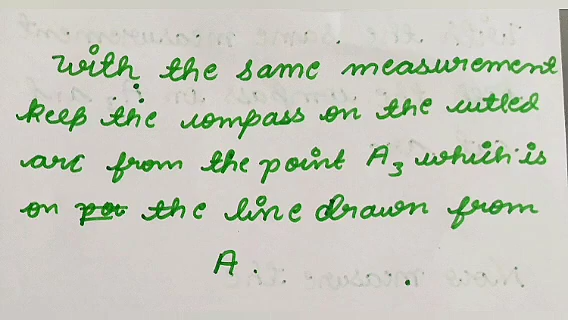 With the same measurement
keep the compass on the cutted
arc from the point A₃ which is
on the line drawn from
A.